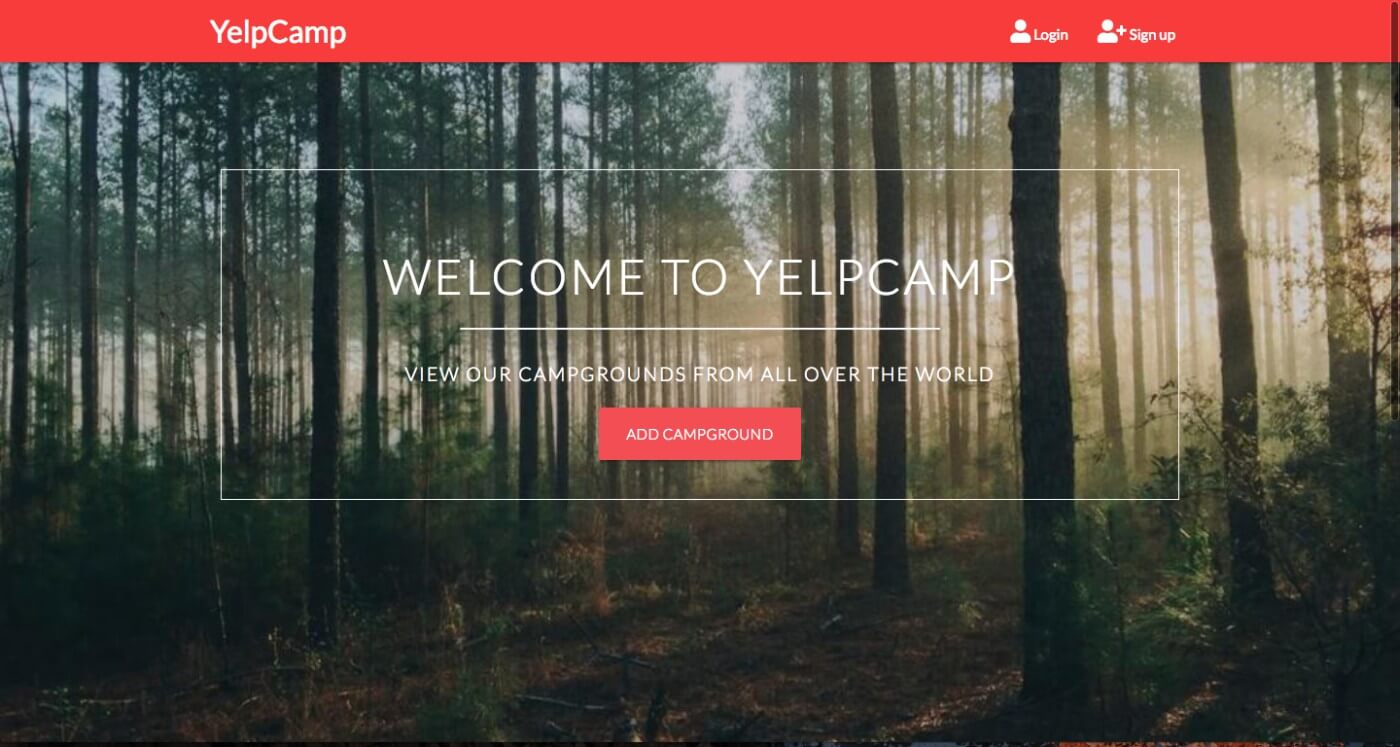 YelpCamp
Login
Sign up
WELCOME TO YELPCAMP
VIEW OUR CAMPGROUNDS FROM ALL OVER THE WORLD
ADD CAMPGROUND